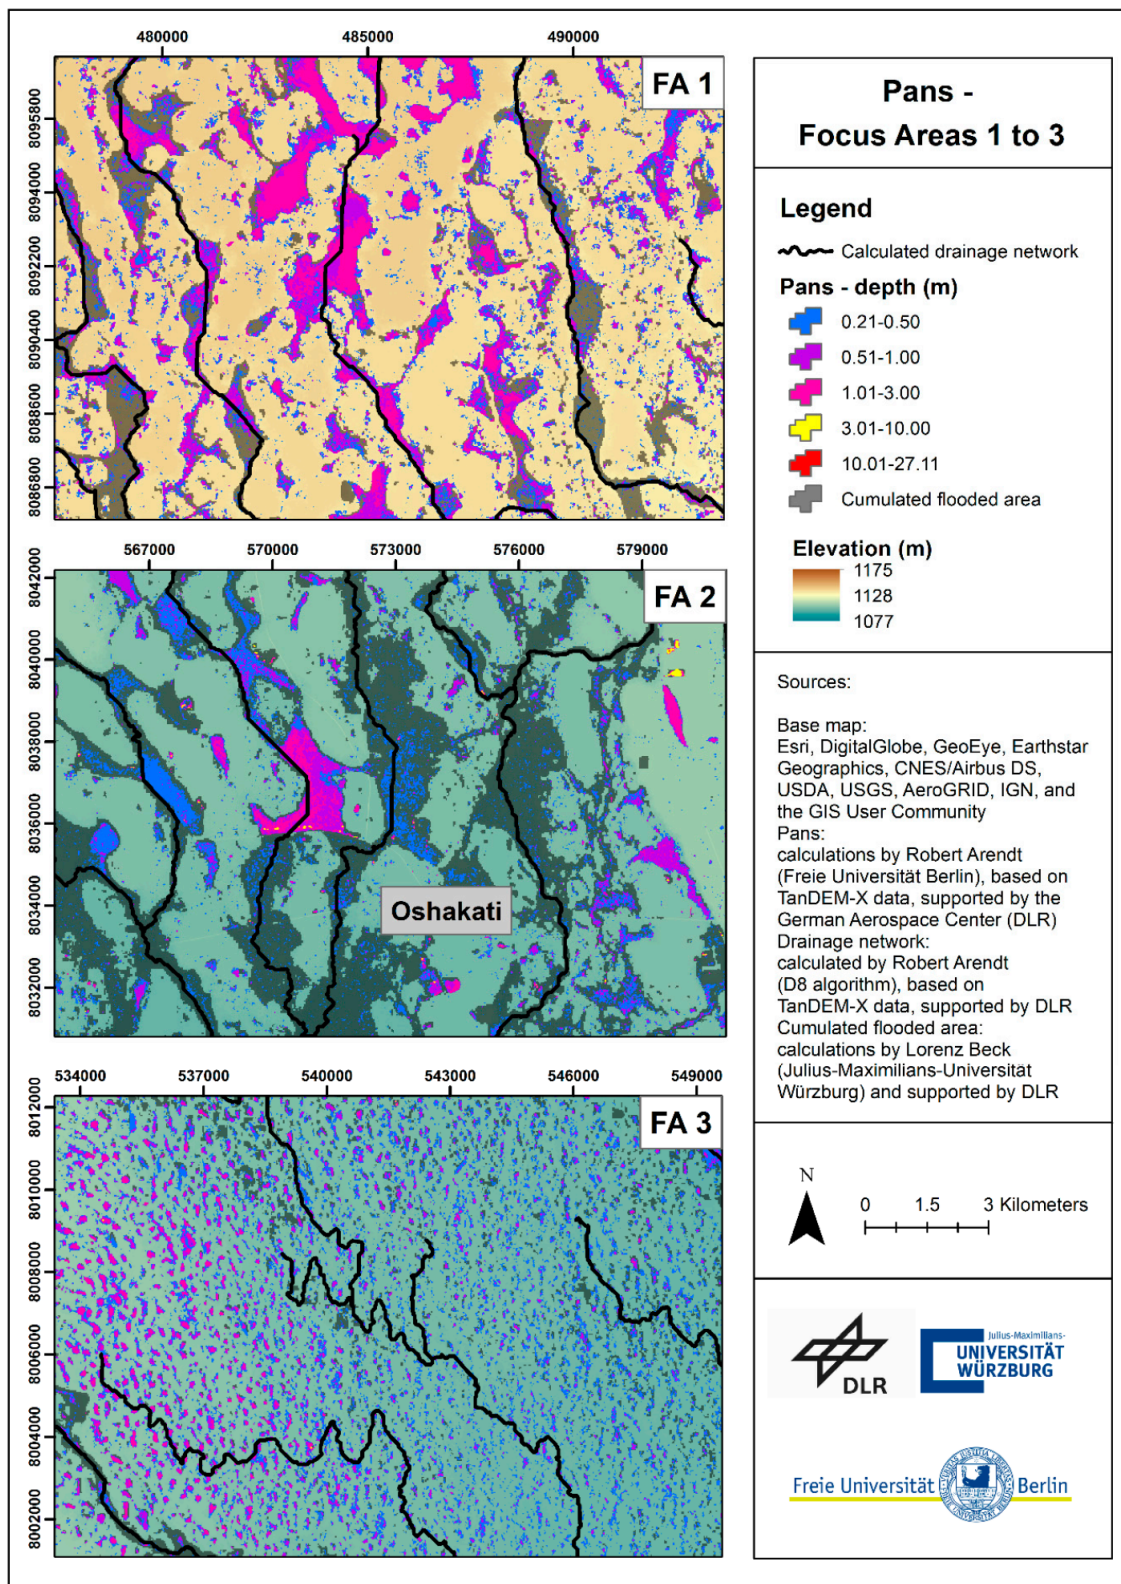 480000 485000 490000
FA 1
8095800
8094000
8092200
8090400
8088600
8086800
567000 570000 573000 576000 579000
FA 2
8042000
8040000
8038000
8036000
8034000
8032000
Oshakati
534000 537000 540000 543000 546000 549000
FA 3
8012000
8010000
8008000
8006000
8004000
8002000
Pans -
Focus Areas 1 to 3
Legend
Calculated drainage network
Pans - depth (m)
0.21-0.50
0.51-1.00
1.01-3.00
3.01-10.00
10.01-27.11
Cumulated flooded area
Elevation (m)
1175
1128
1077
Sources:
Base map:
Esri, DigitalGlobe, GeoEye, Earthstar
Geographics, CNES/Airbus DS,
USDA, USGS, AeroGRID, IGN, and
the GIS User Community
Pans:
calculations by Robert Arendt
(Freie Universität Berlin), based on
TanDEM-X data, supported by the
German Aerospace Center (DLR)
Drainage network:
calculated by Robert Arendt
(D8 algorithm), based on
TanDEM-X data, supported by DLR
Cumulated flooded area:
calculations by Lorenz Beck
(Julius-Maximilians-Universitat
Würzburg) and supported by DLR
N
0 1.5 3 Kilometers
DLR
Julius-Maximilians-
UNIVERSITÄT
WÜRZBURG
Freie Universität Berlin